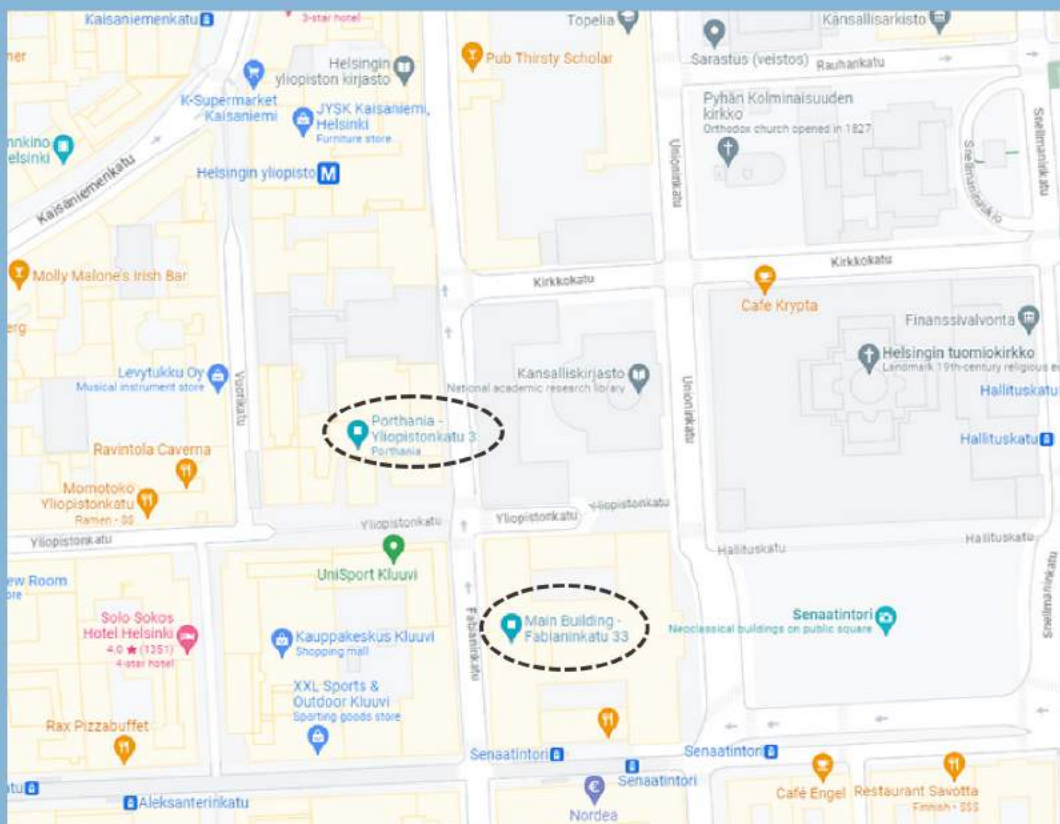 Kaisaniemenkatu
3-star hotel
Topelia
Kansallisarkisto
Pub Thirsty Scholar
Sarastus (veistos)
Rauhankatu
Helsingin
yliopiston kirjasto
K-Supermarket
Kaisaniemi
JYSK Kaisaniemi,
Helsinki
Furniture store
Pyhän Kolminaisuuden
kirkko
Orthodox church opened in 1827
Unioninkatu
Snellmaninkatu
Snellmaninaukio
Kaisaniemenkatu
Helsingin yliopisto M
Molly Malone's Irish Bar
Kirkkokatu
Kirkkokatu
Cafe Krypta
Finanssivalvonta
Helsingin tuomiokirkko
Levytukku Oy
Musical instrument store
Vuorikatu
Kansalliskirjasto
National academic research library
Unioninkatu
Hallituskatu
Hallituskatu
Porthania -
Yliopistonkatu 3
Porthania
Ravintola Caverna
Momotoko
Yliopistonkatu
Ramen • $$
Yliopistonkatu
Yliopistonkatu
Yliopistonkatu
Yliopistonkatu
Hallituskatu
Hallituskatu
UniSport Kluuvi
Solo Sokos
Hotel Helsinki
4.0 ★ (1351)
4-star hotel
Kauppakeskus Kluuvi
Shopping mall
Fabianinkatu
Main Building -
Fabianinkatu 33
Senaatintori
Neoclassical buildings on public square
Snellmaninkatu
XXL Sports &
Outdoor Kluuvi
Sporting goods store
Rax Pizzabuffet
Senaatintori
Senaatintori
Senaatintori
Aleksanterinkatu
Nordea
Café Engel
Restaurant Savotta
Finnish • $$$